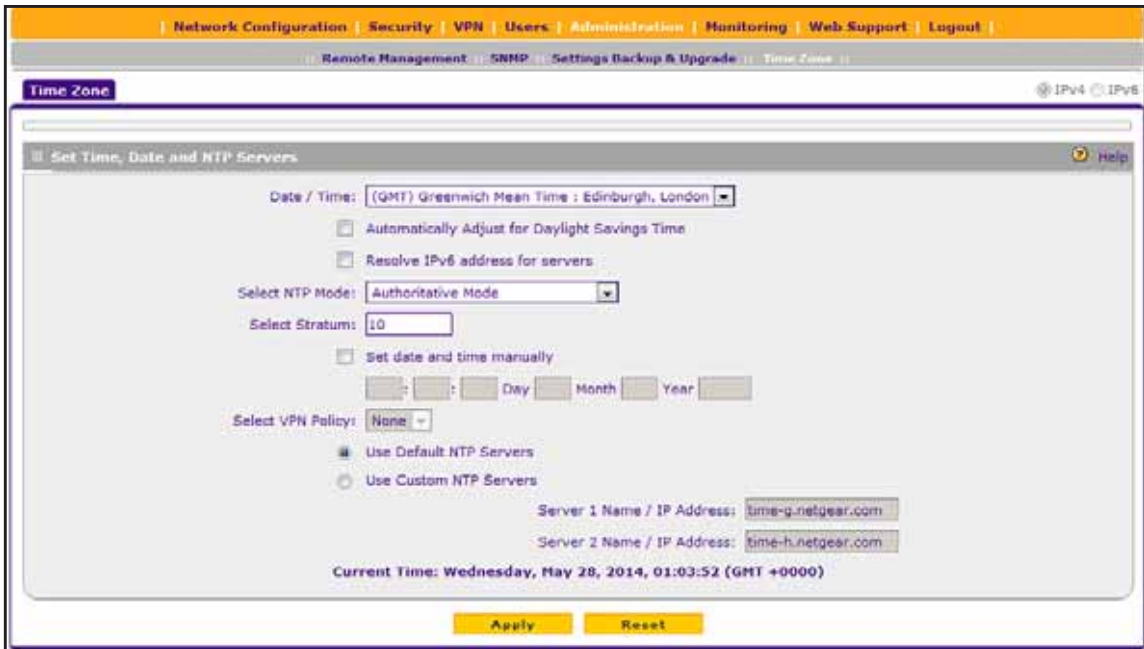 | Network Configuration | Security | VPN | Users | Administration | Monitoring | Web Support | Logout |
:: Remote Management :: SNMP :: Settings Backup & Upgrade :: Time Zone ::
Time Zone
IPv4 IPv6
Set Time, Date and NTP Servers
Help
Date / Time: (GMT) Greenwich Mean Time : Edinburgh, London
Automatically Adjust for Daylight Savings Time
Resolve IPv6 address for servers
Select NTP Mode: Authoritative Mode
Select Stratum: 10
Set date and time manually
: : Day Month Year
Select VPN Policy: None
Use Default NTP Servers
Use Custom NTP Servers
Server 1 Name / IP Address: time-g.netgear.com
Server 2 Name / IP Address: time-h.netgear.com
Current Time: Wednesday, May 28, 2014, 01:03:52 (GMT +0000)
Apply Reset